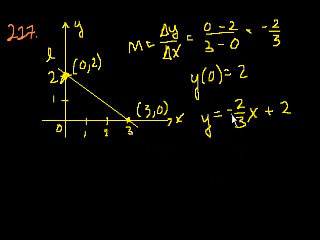 227.
y
l
(0,2)
2
1
(3,0)
0 1 2 3 x
M = Δy/Δx = (0-2)/(3-0) = -2/3
y(0) = 2
y = -2/3 x + 2